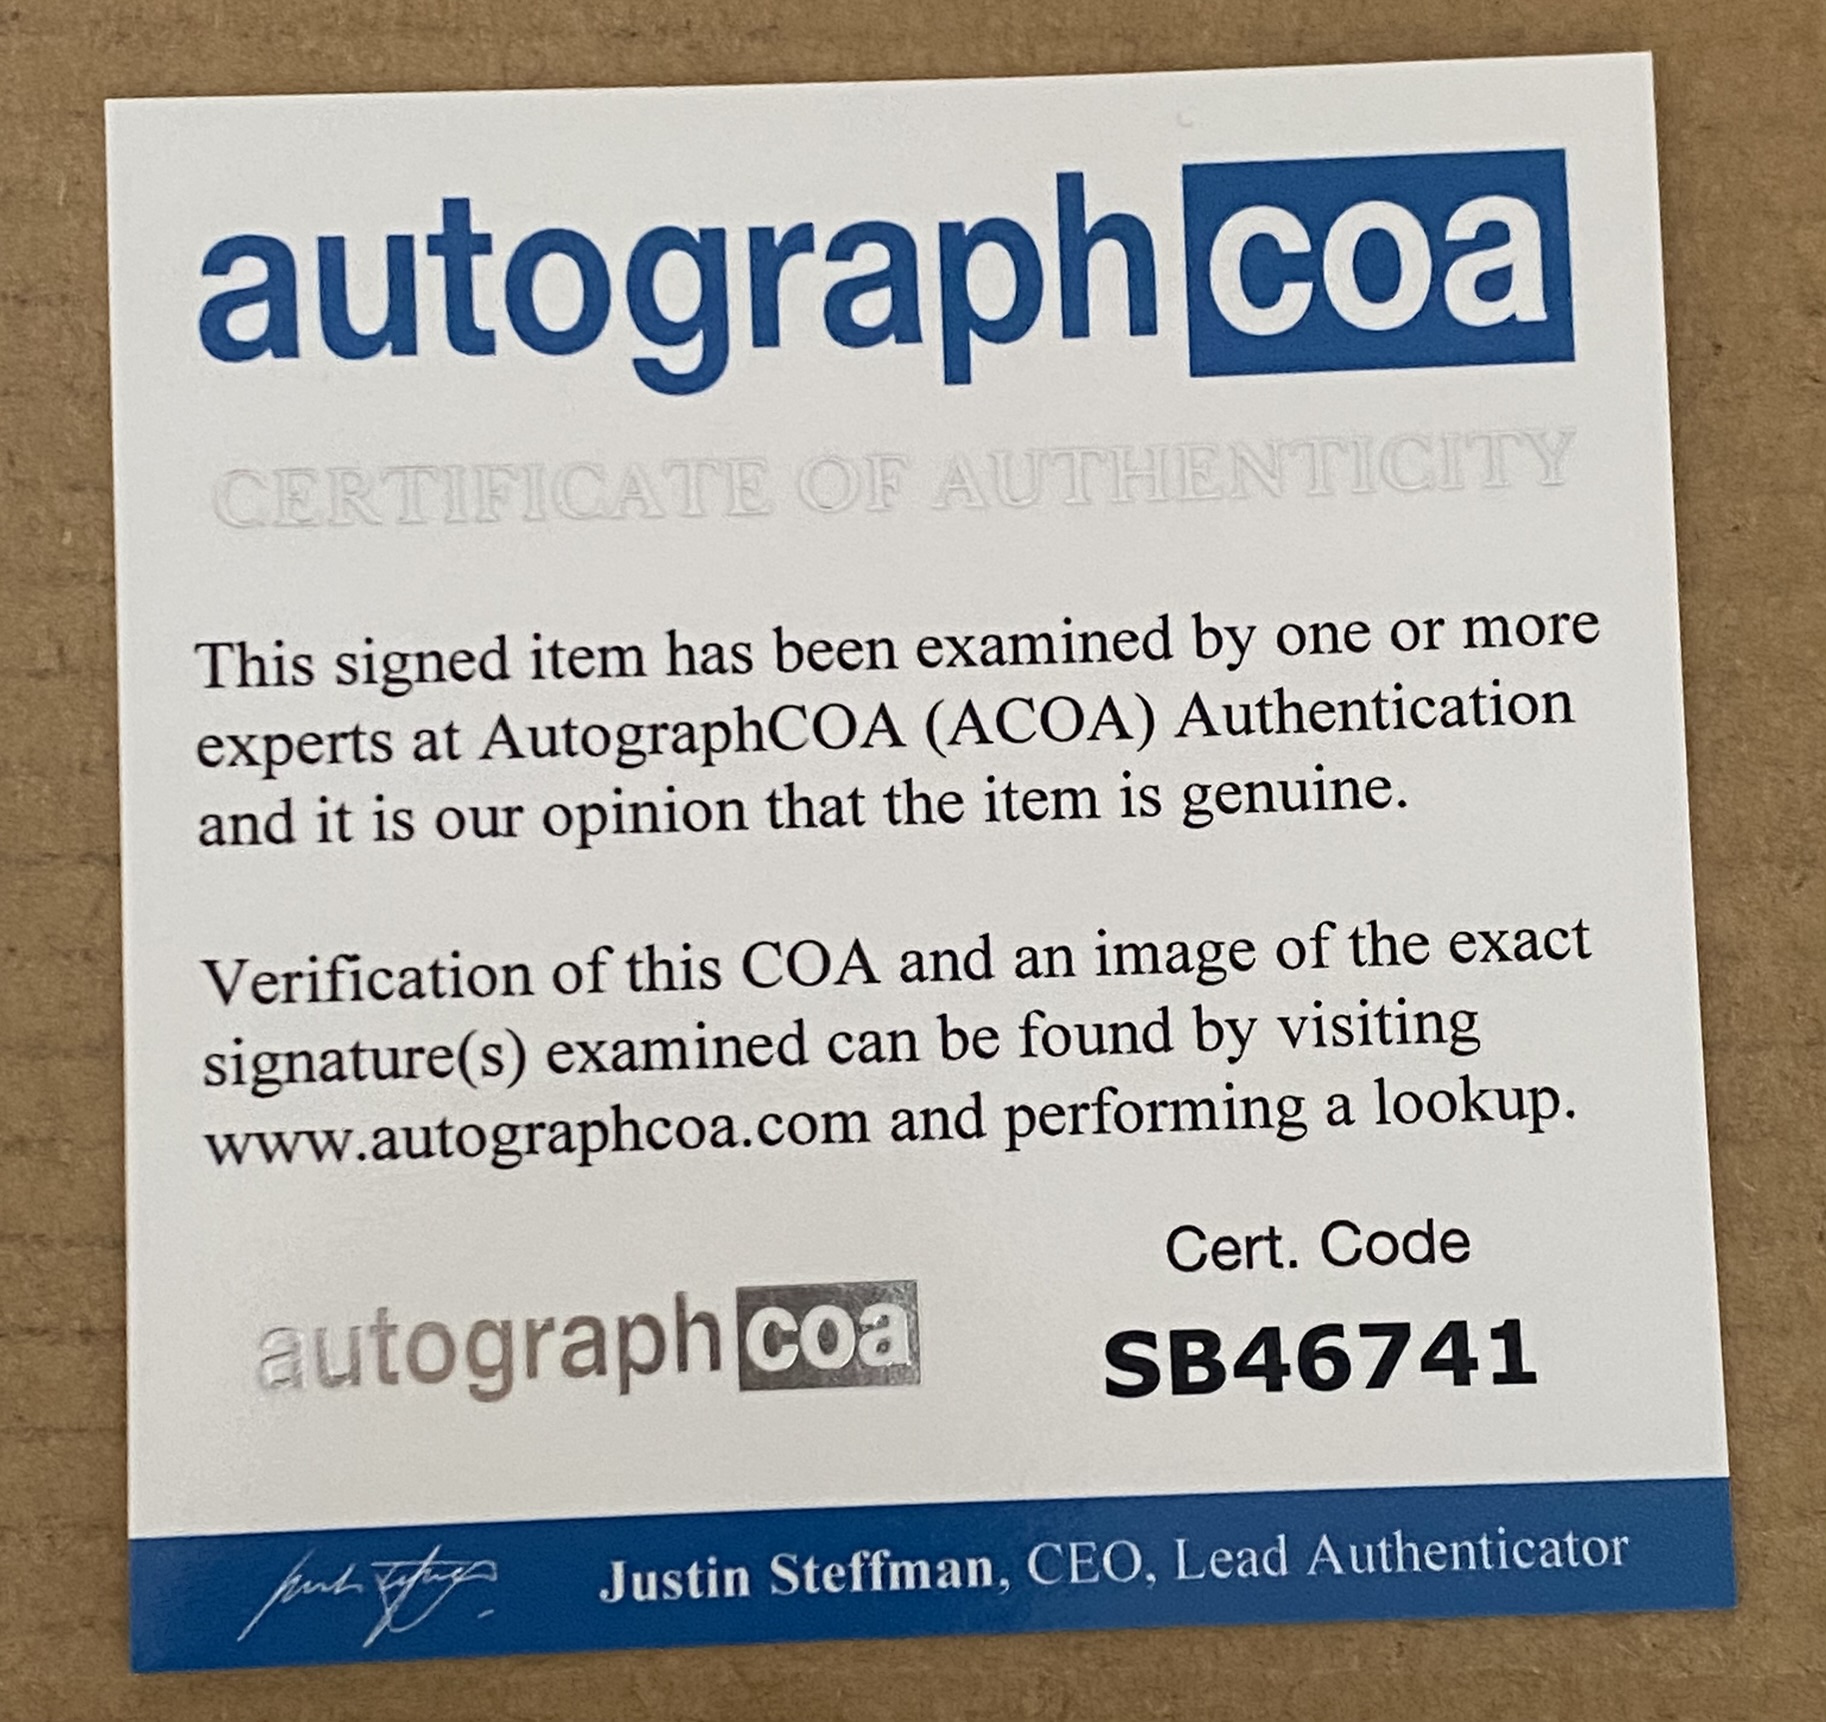 autographcoa
CERTIFICATE OF AUTHENTICITY
This signed item has been examined by one or more
experts at AutographCOA (ACOA) Authentication
and it is our opinion that the item is genuine.
Verification of this COA and an image of the exact
signature(s) examined can be found by visiting
www.autographcoa.com and performing a lookup.
Cert. Code
autographcoa SB46741
Justin Steffman, CEO, Lead Authenticator